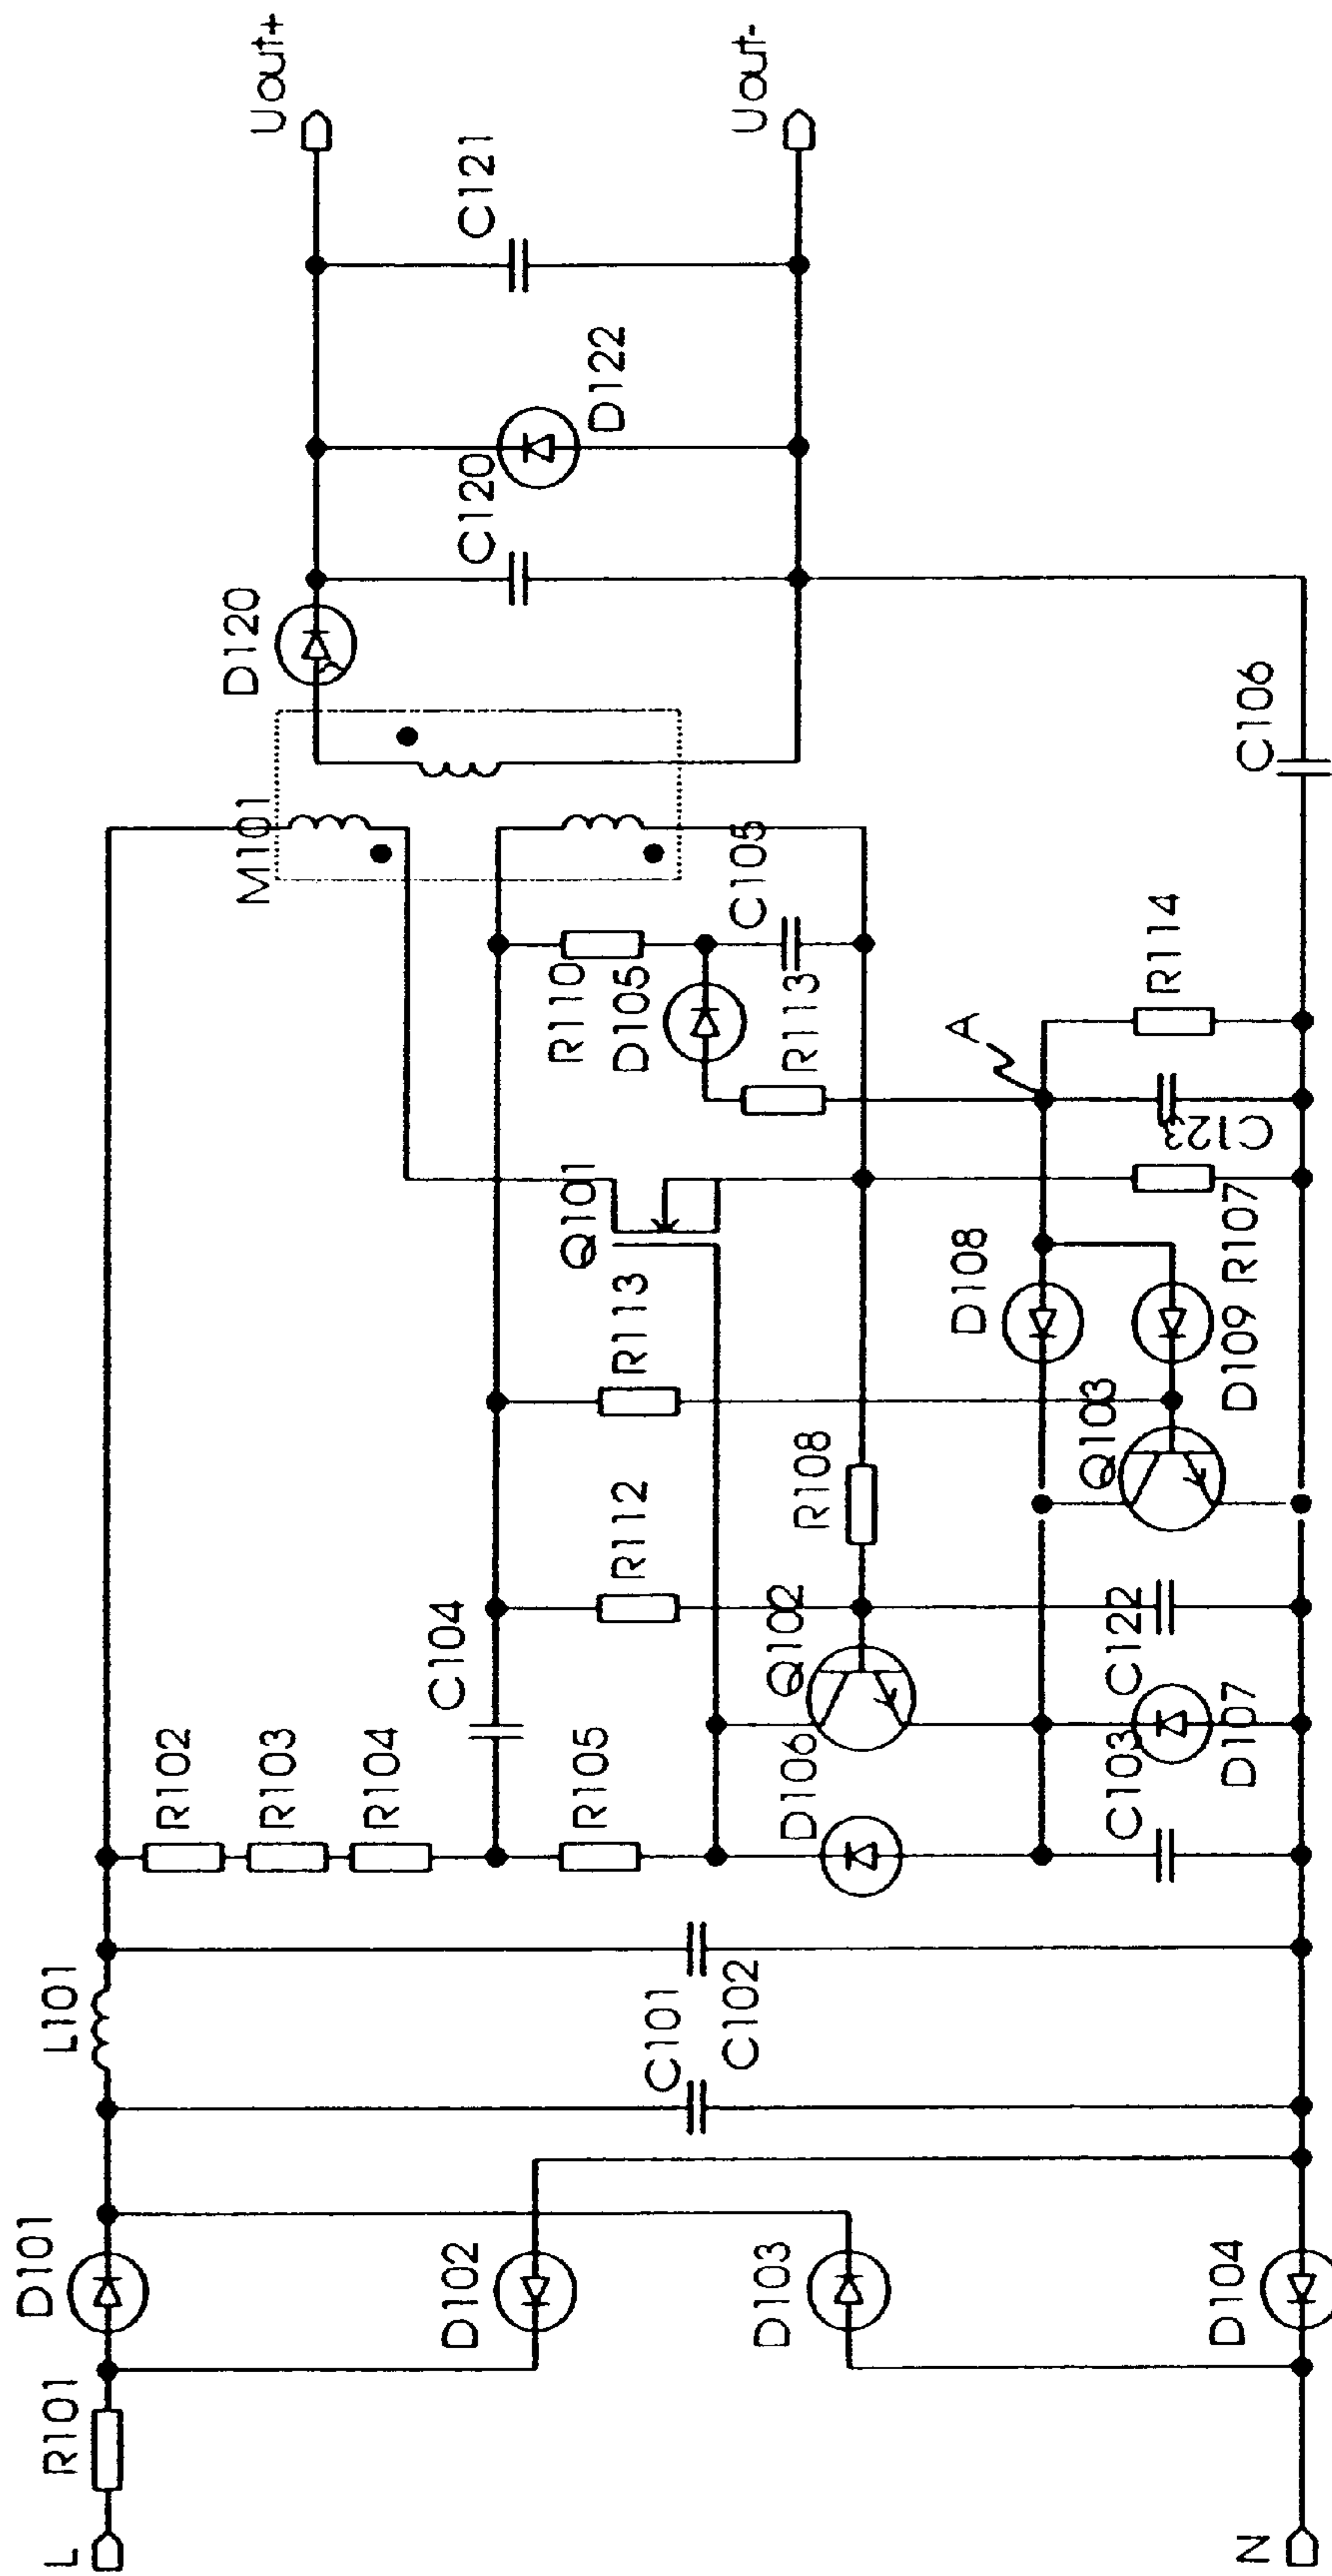 L
R101
D101
L101
R102
R103
R104
C104
R112
R113
Q101
M101
D120
C120
D122
C121
Uout+
Uout-
D102
D103
C101
C102
R105
D106
Q102
R108
R110
D105
R113
C105
A
D108
Q103
D109
R107
C123
R114
C106
C103
D107
C122
N
D104